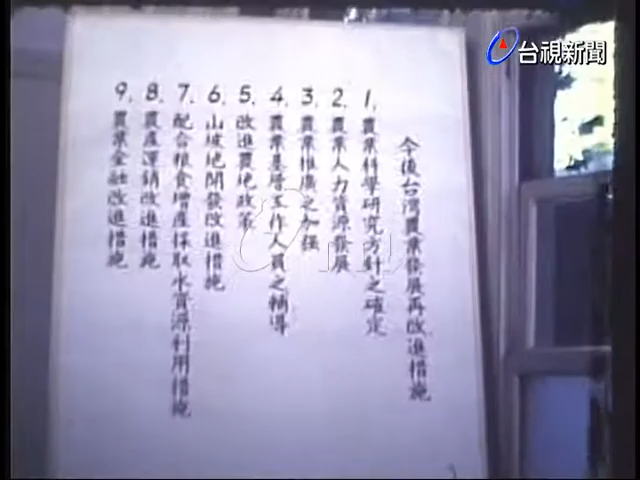 台視新聞
今後台灣農業發展再改進措施
1. 農業科學研究方針之確定
2. 農業人力資源發展
3. 農業推廣之加强
4. 農業基層工作人員之輔導
5. 改進農地政策
6. 山坡地開發改進措施
7. 配合粮食增產採取水資源利用措施
8. 農產運銷改進措施
9. 農業金融改進措施